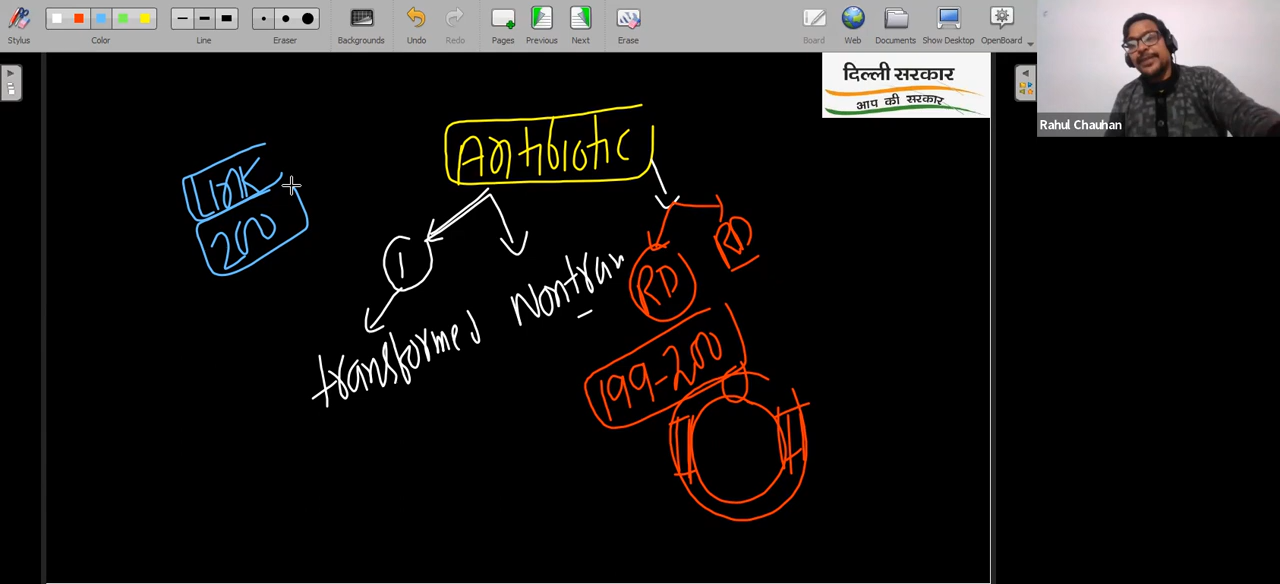 Stylus
Color
Line
Eraser
Backgrounds
Undo
Redo
Pages
Previous
Next
Erase
Board
Web
Documents
Show Desktop
OpenBoard
Rahul Chauhan
दिल्ली सरकार
आप की सरकार
Antibiotic
Link
200
1
RD
RD
transformed
Nontran
199-200